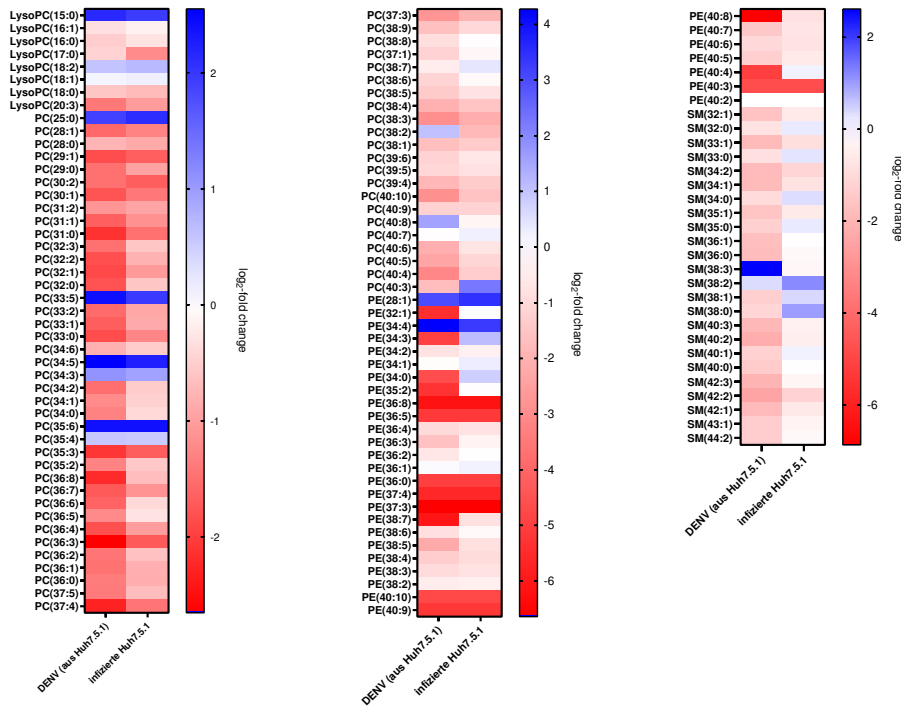 LysoPC(15:0)
LysoPC(16:1)
LysoPC(16:0)
LysoPC(17:0)
LysoPC(18:2)
LysoPC(18:1)
LysoPC(18:0)
LysoPC(20:3)
PC(25:0)
PC(28:1)
PC(28:0)
PC(29:1)
PC(29:0)
PC(30:2)
PC(30:1)
PC(31:2)
PC(31:1)
PC(31:0)
PC(32:3)
PC(32:2)
PC(32:1)
PC(32:0)
PC(33:5)
PC(33:2)
PC(33:1)
PC(33:0)
PC(34:6)
PC(34:5)
PC(34:3)
PC(34:2)
PC(34:1)
PC(34:0)
PC(35:6)
PC(35:4)
PC(35:3)
PC(35:2)
PC(36:8)
PC(36:7)
PC(36:6)
PC(36:5)
PC(36:4)
PC(36:3)
PC(36:2)
PC(36:1)
PC(36:0)
PC(37:5)
PC(37:4)
DENV (aus Huh7.5.1)
infizierte Huh7.5.1
2
1
0
-1
-2
log2-fold change
PC(37:3)
PC(38:9)
PC(38:8)
PC(37:1)
PC(38:7)
PC(38:6)
PC(38:5)
PC(38:4)
PC(38:3)
PC(38:2)
PC(38:1)
PC(39:6)
PC(39:5)
PC(39:4)
PC(40:10)
PC(40:9)
PC(40:8)
PC(40:7)
PC(40:6)
PC(40:5)
PC(40:4)
PC(40:3)
PE(28:1)
PE(32:1)
PE(34:4)
PE(34:3)
PE(34:2)
PE(34:1)
PE(34:0)
PE(35:2)
PE(36:8)
PE(36:5)
PE(36:4)
PE(36:3)
PE(36:2)
PE(36:1)
PE(36:0)
PE(37:4)
PE(37:3)
PE(38:7)
PE(38:6)
PE(38:5)
PE(38:4)
PE(38:3)
PE(38:2)
PE(40:10)
PE(40:9)
DENV (aus Huh7.5.1)
infizierte Huh7.5.1
4
3
2
1
0
-1
-2
-3
-4
-5
-6
log2-fold change
PE(40:8)
PE(40:7)
PE(40:6)
PE(40:5)
PE(40:4)
PE(40:3)
PE(40:2)
SM(32:1)
SM(32:0)
SM(33:1)
SM(33:0)
SM(34:2)
SM(34:1)
SM(34:0)
SM(35:1)
SM(35:0)
SM(36:1)
SM(36:0)
SM(38:3)
SM(38:2)
SM(38:1)
SM(38:0)
SM(40:3)
SM(40:2)
SM(40:1)
SM(40:0)
SM(42:3)
SM(42:2)
SM(42:1)
SM(43:1)
SM(44:2)
DENV (aus Huh7.5.1)
infizierte Huh7.5.1
2
0
-2
-4
-6
log2-fold change